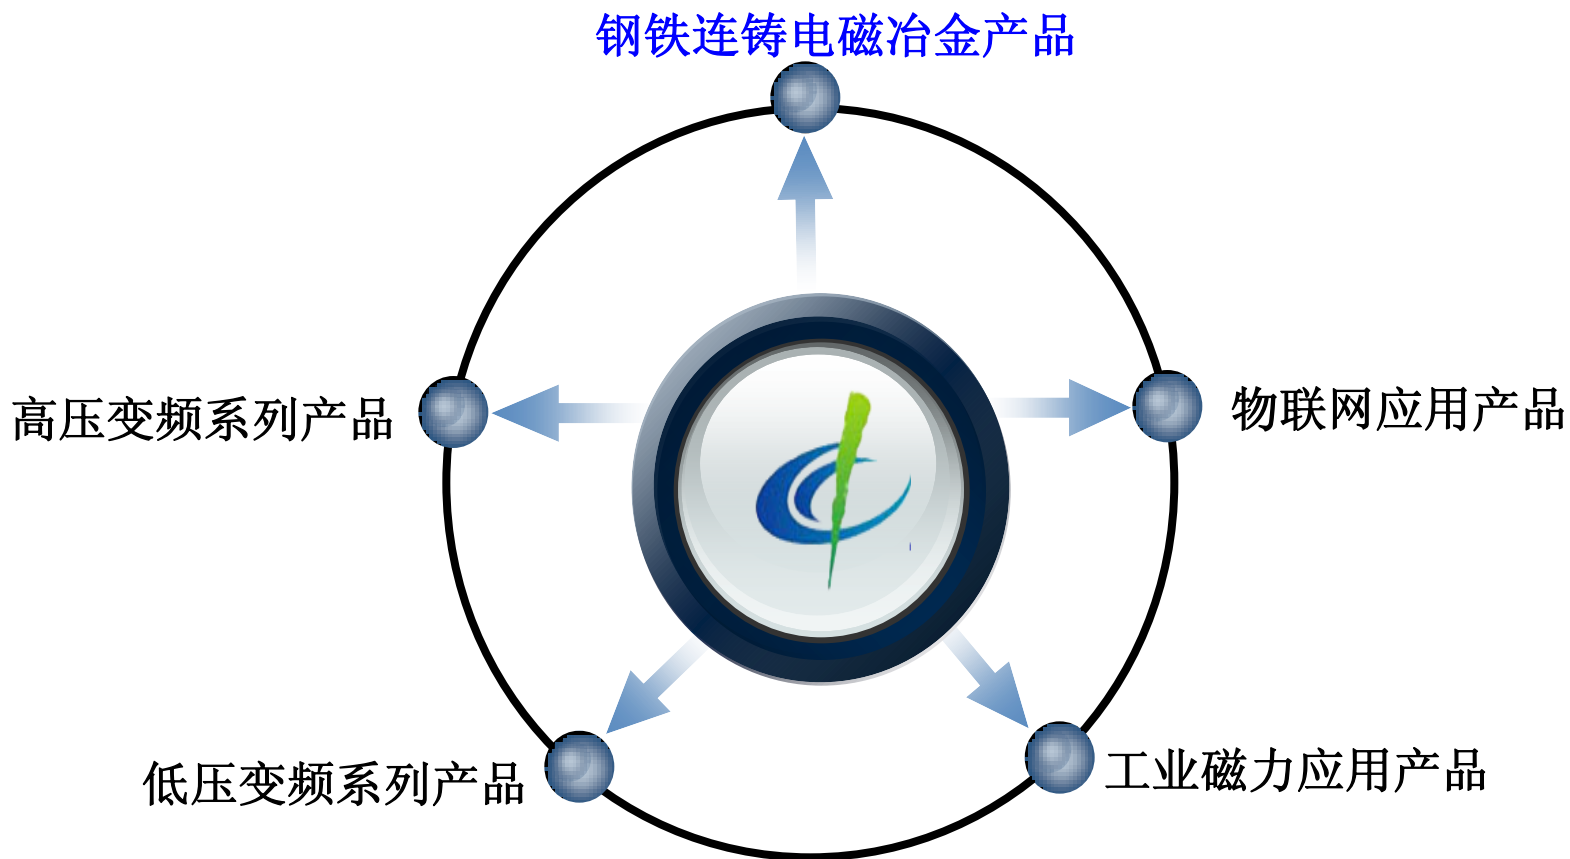 钢铁连铸电磁冶金产品
高压变频系列产品
物联网应用产品
低压变频系列产品
工业磁力应用产品